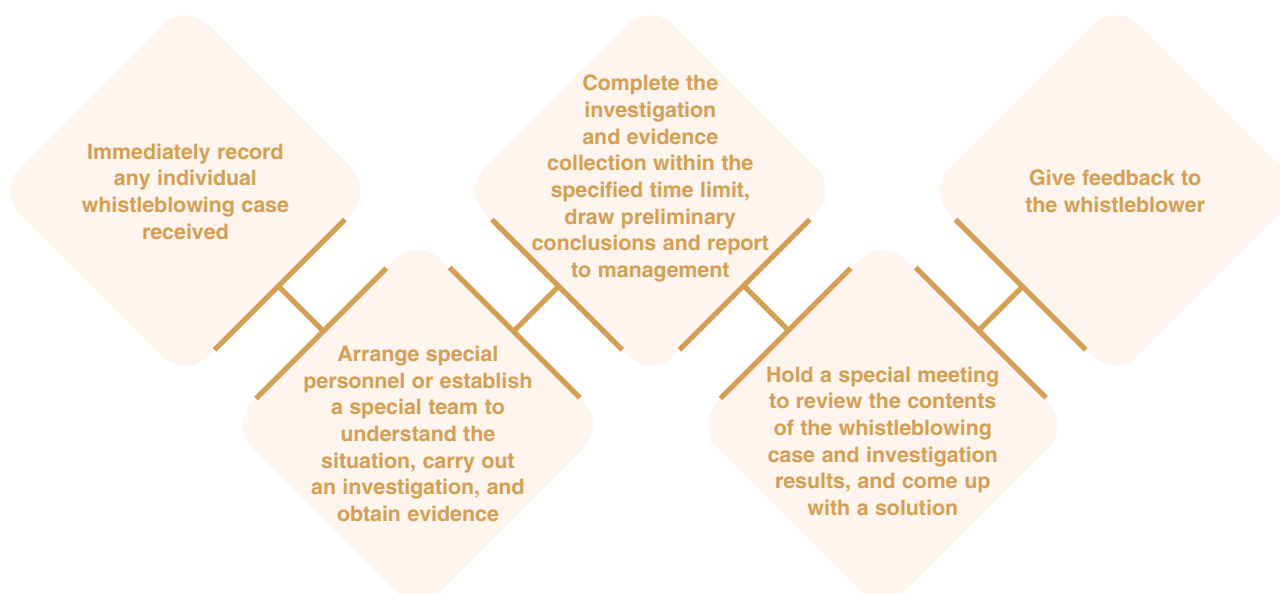 Immediately record
any individual
whistleblowing case
received
Arrange special
personnel or establish
a special team to
understand the
situation, carry out
an investigation, and
obtain evidence
Complete the
investigation
and evidence
collection within the
specified time limit,
draw preliminary
conclusions and report
to management
Hold a special meeting
to review the contents
of the whistleblowing
case and investigation
results, and come up
with a solution
Give feedback to
the whistleblower